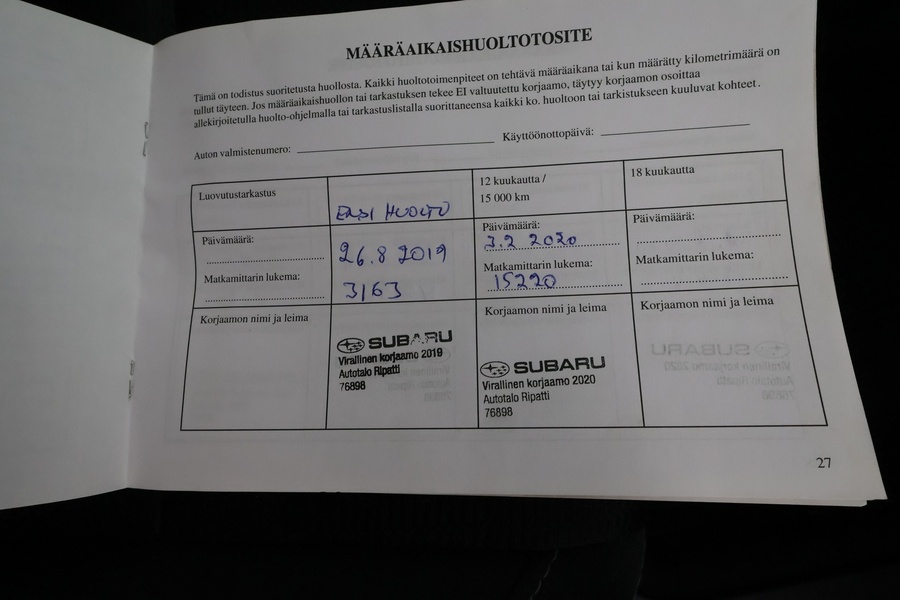 MÄÄRÄAIKAISHUOLTOTOSITE
Tämä on todistus suoritetusta huollosta. Kaikki huoltotoimenpiteet on tehtävä määräaikana tai kun määrätty kilometrimäärä on
tullut täyteen. Jos määräaikaishuollon tai tarkastuksen tekee EI valtuutettu korjaamo, täytyy korjaamon osoittaa
allekirjoitetulla huolto-ohjelmalla tai tarkastuslistalla suorittaneensa kaikki ko. huoltoon tai tarkistukseen kuuluvat kohteet.
Auton valmistenumero: Käyttöönottopäivä:
Luovutustarkastus
Päivämäärä:
Matkamittarin lukema:
Korjaamon nimi ja leima
ENSI HUOLTO
26.8 2019
3163
SUBARU
Virallinen korjaamo 2019
Autotalo Ripatti
76898
12 kuukautta /
15 000 km
Päivämäärä:
3.2 2020
Matkamittarin lukema:
15220
Korjaamon nimi ja leima
SUBARU
Virallinen korjaamo 2020
Autotalo Ripatti
76898
18 kuukautta
Päivämäärä:
Matkamittarin lukema:
Korjaamon nimi ja leima
27